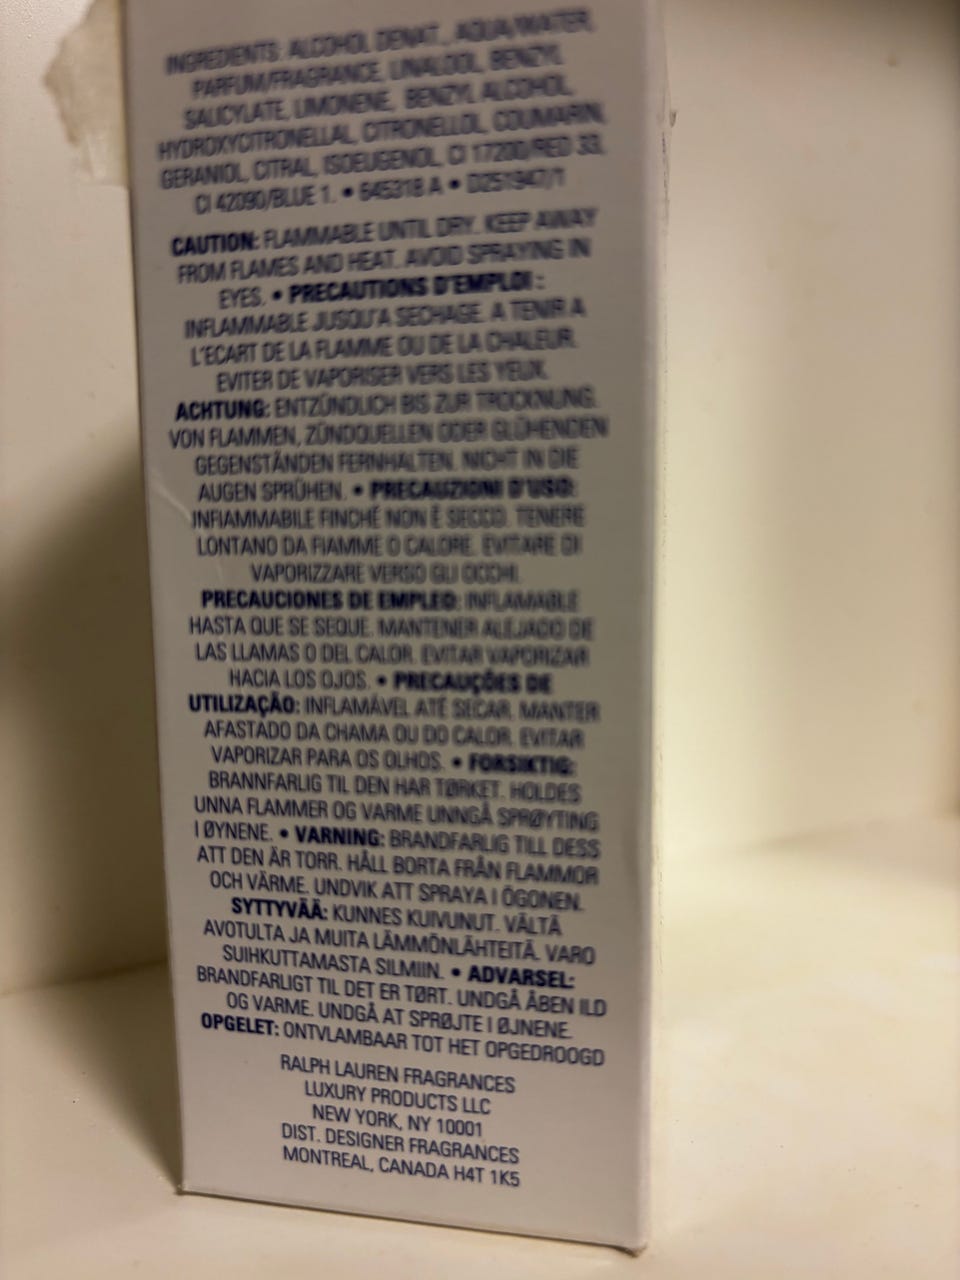 INGREDIENTS: ALCOHOL DENAT., AQUA/WATER,
PARFUM/FRAGRANCE, LINALOOL, BENZYL
SALICYLATE, LIMONENE, BENZYL ALCOHOL,
HYDROXYCITRONELLAL, CITRONELLOL, COUMARIN,
GERANIOL, CITRAL, ISOEUGENOL, CI 17200/RED 33,
CI 42090/BLUE 1. • 645318 A • D251947/1
CAUTION: FLAMMABLE UNTIL DRY. KEEP AWAY
FROM FLAMES AND HEAT. AVOID SPRAYING IN
EYES. • PRECAUTIONS D'EMPLOI :
INFLAMMABLE JUSQU'A SECHAGE. A TENIR A
L'ECART DE LA FLAMME OU DE LA CHALEUR.
EVITER DE VAPORISER VERS LES YEUX.
ACHTUNG: ENTZÜNDLICH BIS ZUR TROCKNUNG.
VON FLAMMEN, ZÜNDQUELLEN ODER GLÜHENDEN
GEGENSTÄNDEN FERNHALTEN. NICHT IN DIE
AUGEN SPRÜHEN. • PRECAUZIONI D'USO:
INFIAMMABILE FINCHÉ NON È SECCO. TENERE
LONTANO DA FIAMME O CALORE. EVITARE DI
VAPORIZZARE VERSO GLI OCCHI.
PRECAUCIONES DE EMPLEO: INFLAMABLE
HASTA QUE SE SEQUE. MANTENER ALEJADO DE
LAS LLAMAS O DEL CALOR. EVITAR VAPORIZAR
HACIA LOS OJOS. • PRECAUÇÕES DE
UTILIZAÇÃO: INFLAMÁVEL ATÉ SECAR. MANTER
AFASTADO DA CHAMA OU DO CALOR. EVITAR
VAPORIZAR PARA OS OLHOS. • FORSIKTIG:
BRANNFARLIG TIL DEN HAR TØRKET. HOLDES
UNNA FLAMMER OG VARME UNNGÅ SPRØYTING
I ØYNENE. • VARNING: BRANDFARLIG TILL DESS
ATT DEN ÄR TORR. HÅLL BORTA FRÅN FLAMMOR
OCH VÄRME. UNDVIK ATT SPRAYA I ÖGONEN.
SYTTYVÄÄ: KUNNES KUIVUNUT. VÄLTÄ
AVOTULTA JA MUITA LÄMMÖNLÄHTEITÄ. VARO
SUIHKUTTAMASTA SILMIIN. • ADVARSEL:
BRANDFARLIGT TIL DET ER TØRT. UNDGÅ ÅBEN ILD
OG VARME. UNDGÅ AT SPRØJTE I ØJNENE.
OPGELET: ONTVLAMBAAR TOT HET OPGEDROOGD
RALPH LAUREN FRAGRANCES
LUXURY PRODUCTS LLC
NEW YORK, NY 10001
DIST. DESIGNER FRAGRANCES
MONTREAL, CANADA H4T 1K5